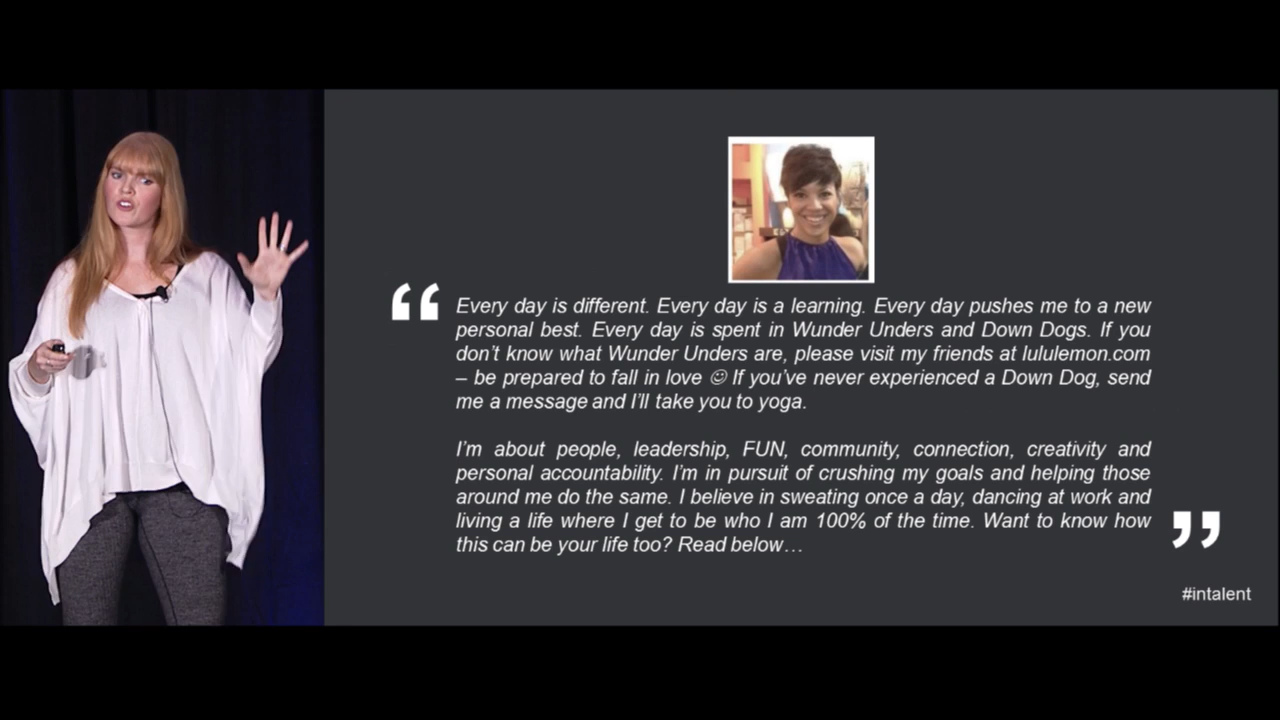 “ Every day is different. Every day is a learning. Every day pushes me to a new
personal best. Every day is spent in Wunder Unders and Down Dogs. If you
don’t know what Wunder Unders are, please visit my friends at lululemon.com
– be prepared to fall in love ☺ If you’ve never experienced a Down Dog, send
me a message and I’ll take you to yoga.
I’m about people, leadership, FUN, community, connection, creativity and
personal accountability. I’m in pursuit of crushing my goals and helping those
around me do the same. I believe in sweating once a day, dancing at work and
living a life where I get to be who I am 100% of the time. Want to know how
this can be your life too? Read below… ”
#intalent